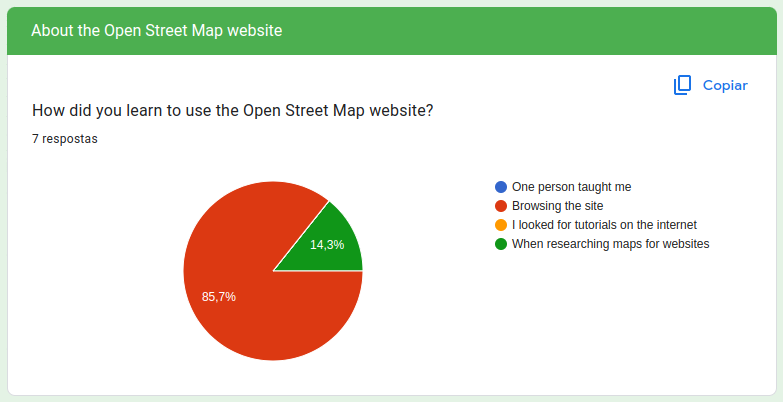 About the Open Street Map website
Copiar
How did you learn to use the Open Street Map website?
7 respostas
One person taught me
Browsing the site
I looked for tutorials on the internet
When researching maps for websites
14,3%
85,7%